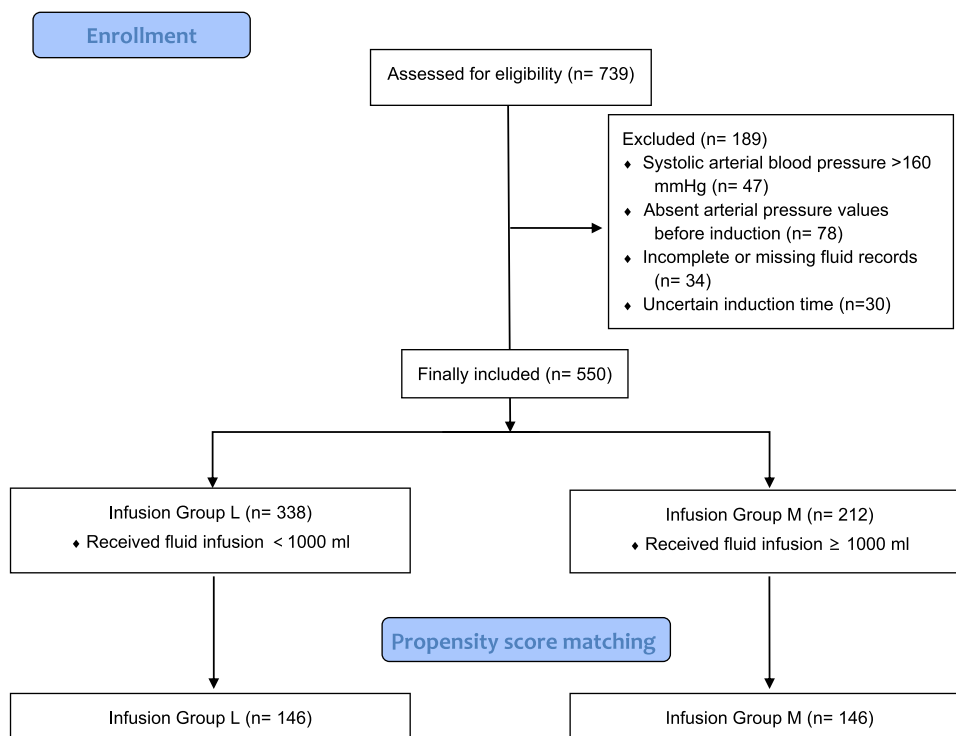 Enrollment
Assessed for eligibility (n= 739)
Excluded (n= 189)
♦ Systolic arterial blood pressure >160
mmHg (n= 47)
♦ Absent arterial pressure values
before induction (n= 78)
♦ Incomplete or missing fluid records
(n= 34)
♦ Uncertain induction time (n=30)
Finally included (n= 550)
Infusion Group L (n= 338)
♦ Received fluid infusion < 1000 ml
Infusion Group M (n= 212)
♦ Received fluid infusion ≥ 1000 ml
Propensity score matching
Infusion Group L (n= 146)
Infusion Group M (n= 146)